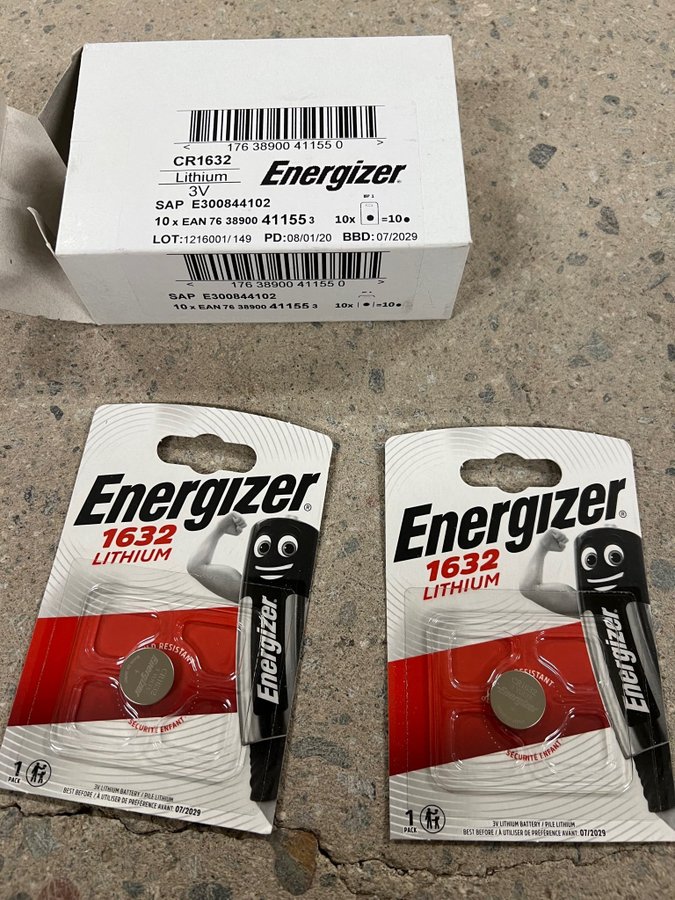 < 176 38900 41155 0 >
CR1632
Lithium
3V
Energizer
SAP E300844102
BP 1
10 x EAN 76 38900 41155 3 10x =10
LOT:1216001/149 PD:08/01/20 BBD:07/2029
< 176 38900 41155 0 >
SAP E300844102
10 x EAN 76 38900 41155 3 10x =10
Energizer®
1632
LITHIUM
Energizer
RESISTANT
SÉCURITÉ ENFANT
1
PACK
3V LITHIUM BATTERY / PILE LITHIUM
BEST BEFORE / À UTILISER DE PRÉFÉRENCE AVANT: 07/2029
Energizer®
1632
LITHIUM
Energizer
SÉCURITÉ ENFANT
1
PACK
3V LITHIUM BATTERY / PILE LITHIUM
BEST BEFORE / À UTILISER DE PRÉFÉRENCE AVANT: 07/2029